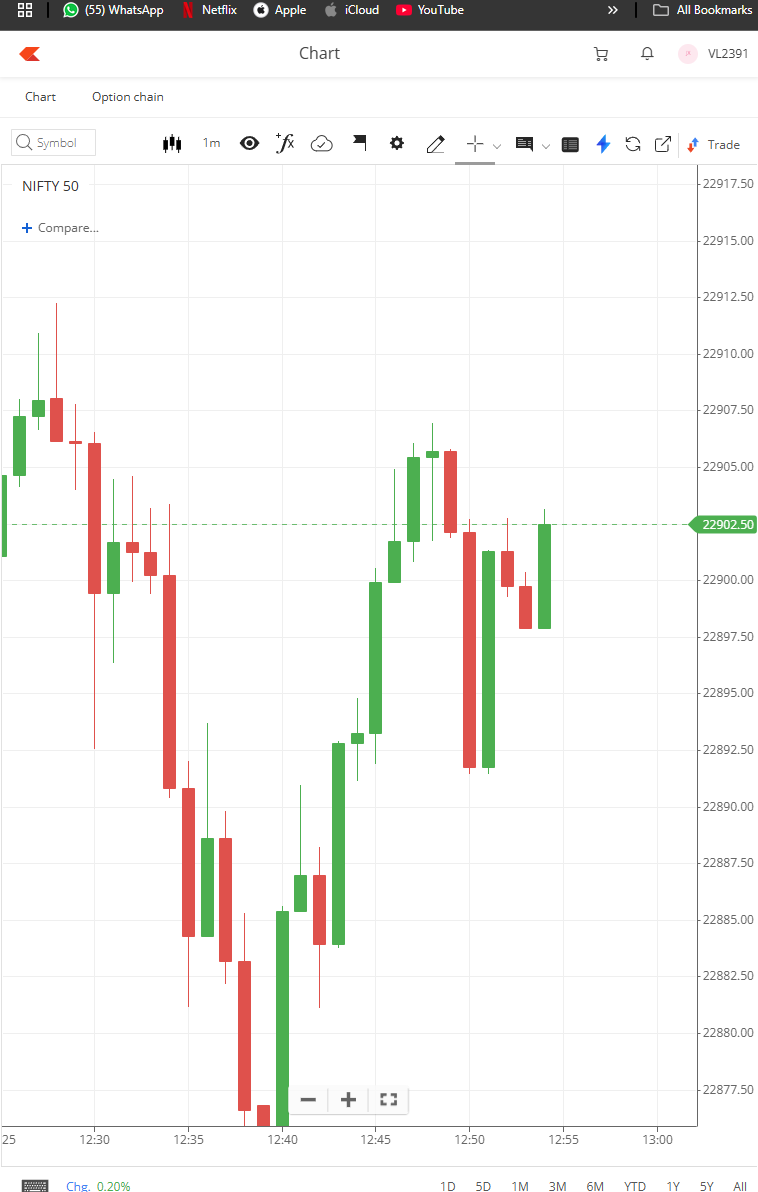 (55) WhatsApp Netflix Apple iCloud YouTube » All Bookmarks
Chart VL2391
Chart Option chain
Symbol 1m ƒx Trade
NIFTY 50
+ Compare...
22917.50
22915.00
22912.50
22910.00
22907.50
22905.00
22902.50
22900.00
22897.50
22895.00
22892.50
22890.00
22887.50
22885.00
22882.50
22880.00
22877.50
25 12:30 12:35 12:40 12:45 12:50 12:55 13:00
Chg. 0.20% 1D 5D 1M 3M 6M YTD 1Y 5Y All